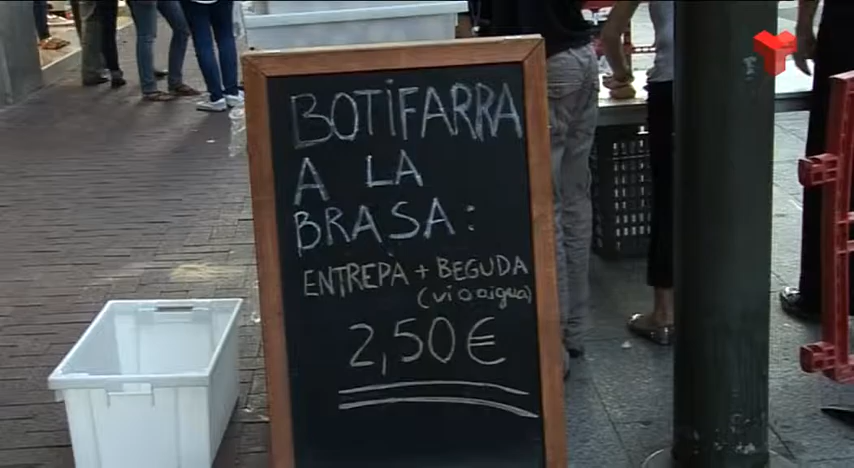 BOTIFARRA
A LA
BRASA:
ENTREPA + BEGUDA
(vi o aigua)
2,50€